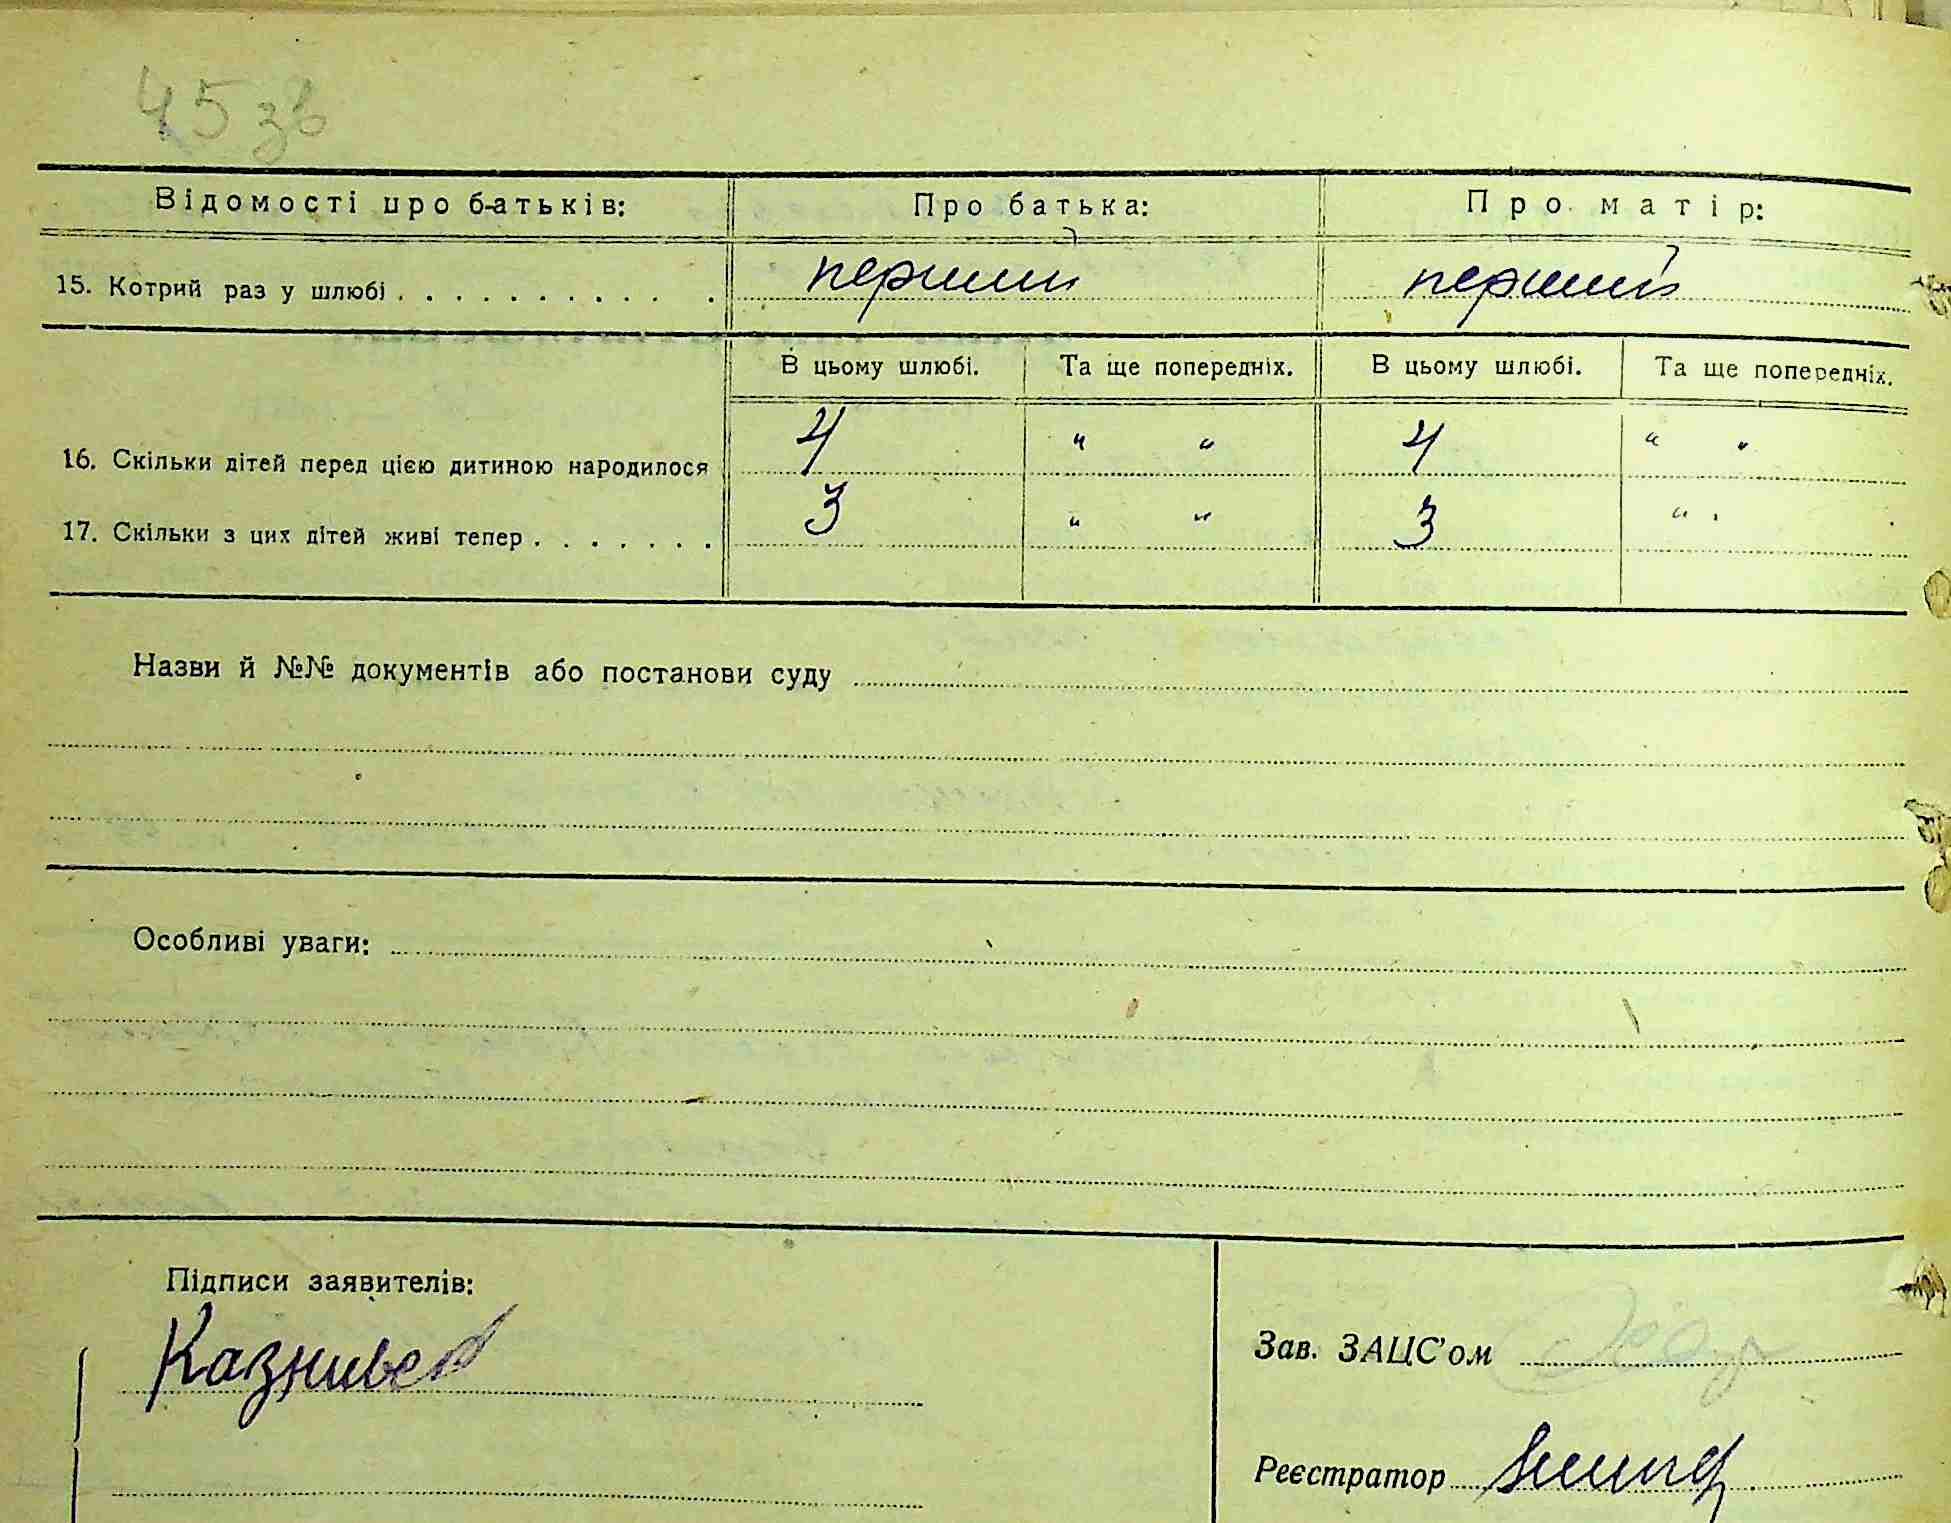 45 зв
Відомості про батьків: Про батька: Про матір:
15. Котрий раз у шлюбі . . . . . . . . . . . перший перший
В цьому шлюбі. Та ще попередніх. В цьому шлюбі. Та ще попередніх.
16. Скільки дітей перед цією дитиною народилося 4 " " 4 " "
17. Скільки з цих дітей живі тепер . . . . . . . 3 " " 3 " "
Назви й №№ документів або постанови суду
Особливі уваги:
Підписи заявителів:
Зав. ЗАЦС'ом
Реєстратор